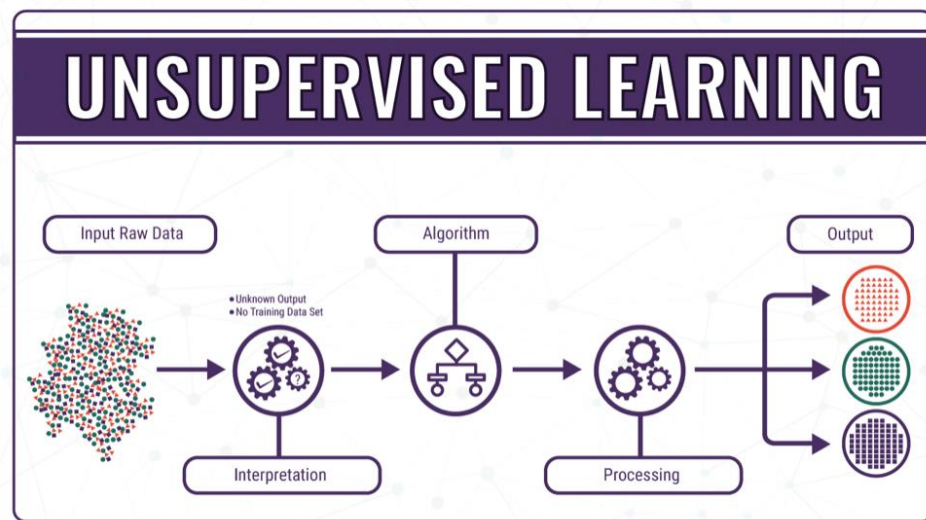 UNSUPERVISED LEARNING
Input Raw Data
Algorithm
Output
• Unknown Output
• No Training Data Set
?
Interpretation
Processing